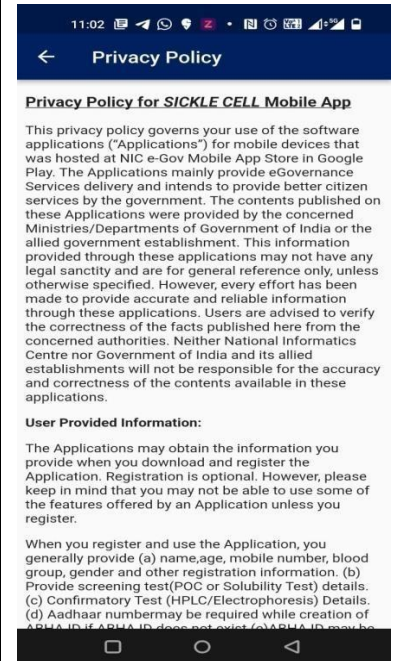 11:02
Privacy Policy
Privacy Policy for SICKLE CELL Mobile App
This privacy policy governs your use of the software
applications (“Applications”) for mobile devices that
was hosted at NIC e-Gov Mobile App Store in Google
Play. The Applications mainly provide eGovernance
Services delivery and intends to provide better citizen
services by the government. The contents published on
these Applications were provided by the concerned
Ministries/Departments of Government of India or the
allied government establishment. This information
provided through these applications may not have any
legal sanctity and are for general reference only, unless
otherwise specified. However, every effort has been
made to provide accurate and reliable information
through these applications. Users are advised to verify
the correctness of the facts published here from the
concerned authorities. Neither National Informatics
Centre nor Government of India and its allied
establishments will not be responsible for the accuracy
and correctness of the contents available in these
applications.
User Provided Information:
The Applications may obtain the information you
provide when you download and register the
Application. Registration is optional. However, please
keep in mind that you may not be able to use some of
the features offered by an Application unless you
register.
When you register and use the Application, you
generally provide (a) name,age, mobile number, blood
group, gender and other registration information. (b)
Provide screening test(POC or Solubility Test) details.
(c) Confirmatory Test (HPLC/Electrophoresis) Details.
(d) Aadhaar numbermay be required while creation of
ABHA ID if ABHA ID does not exist (e)ABHA ID may be